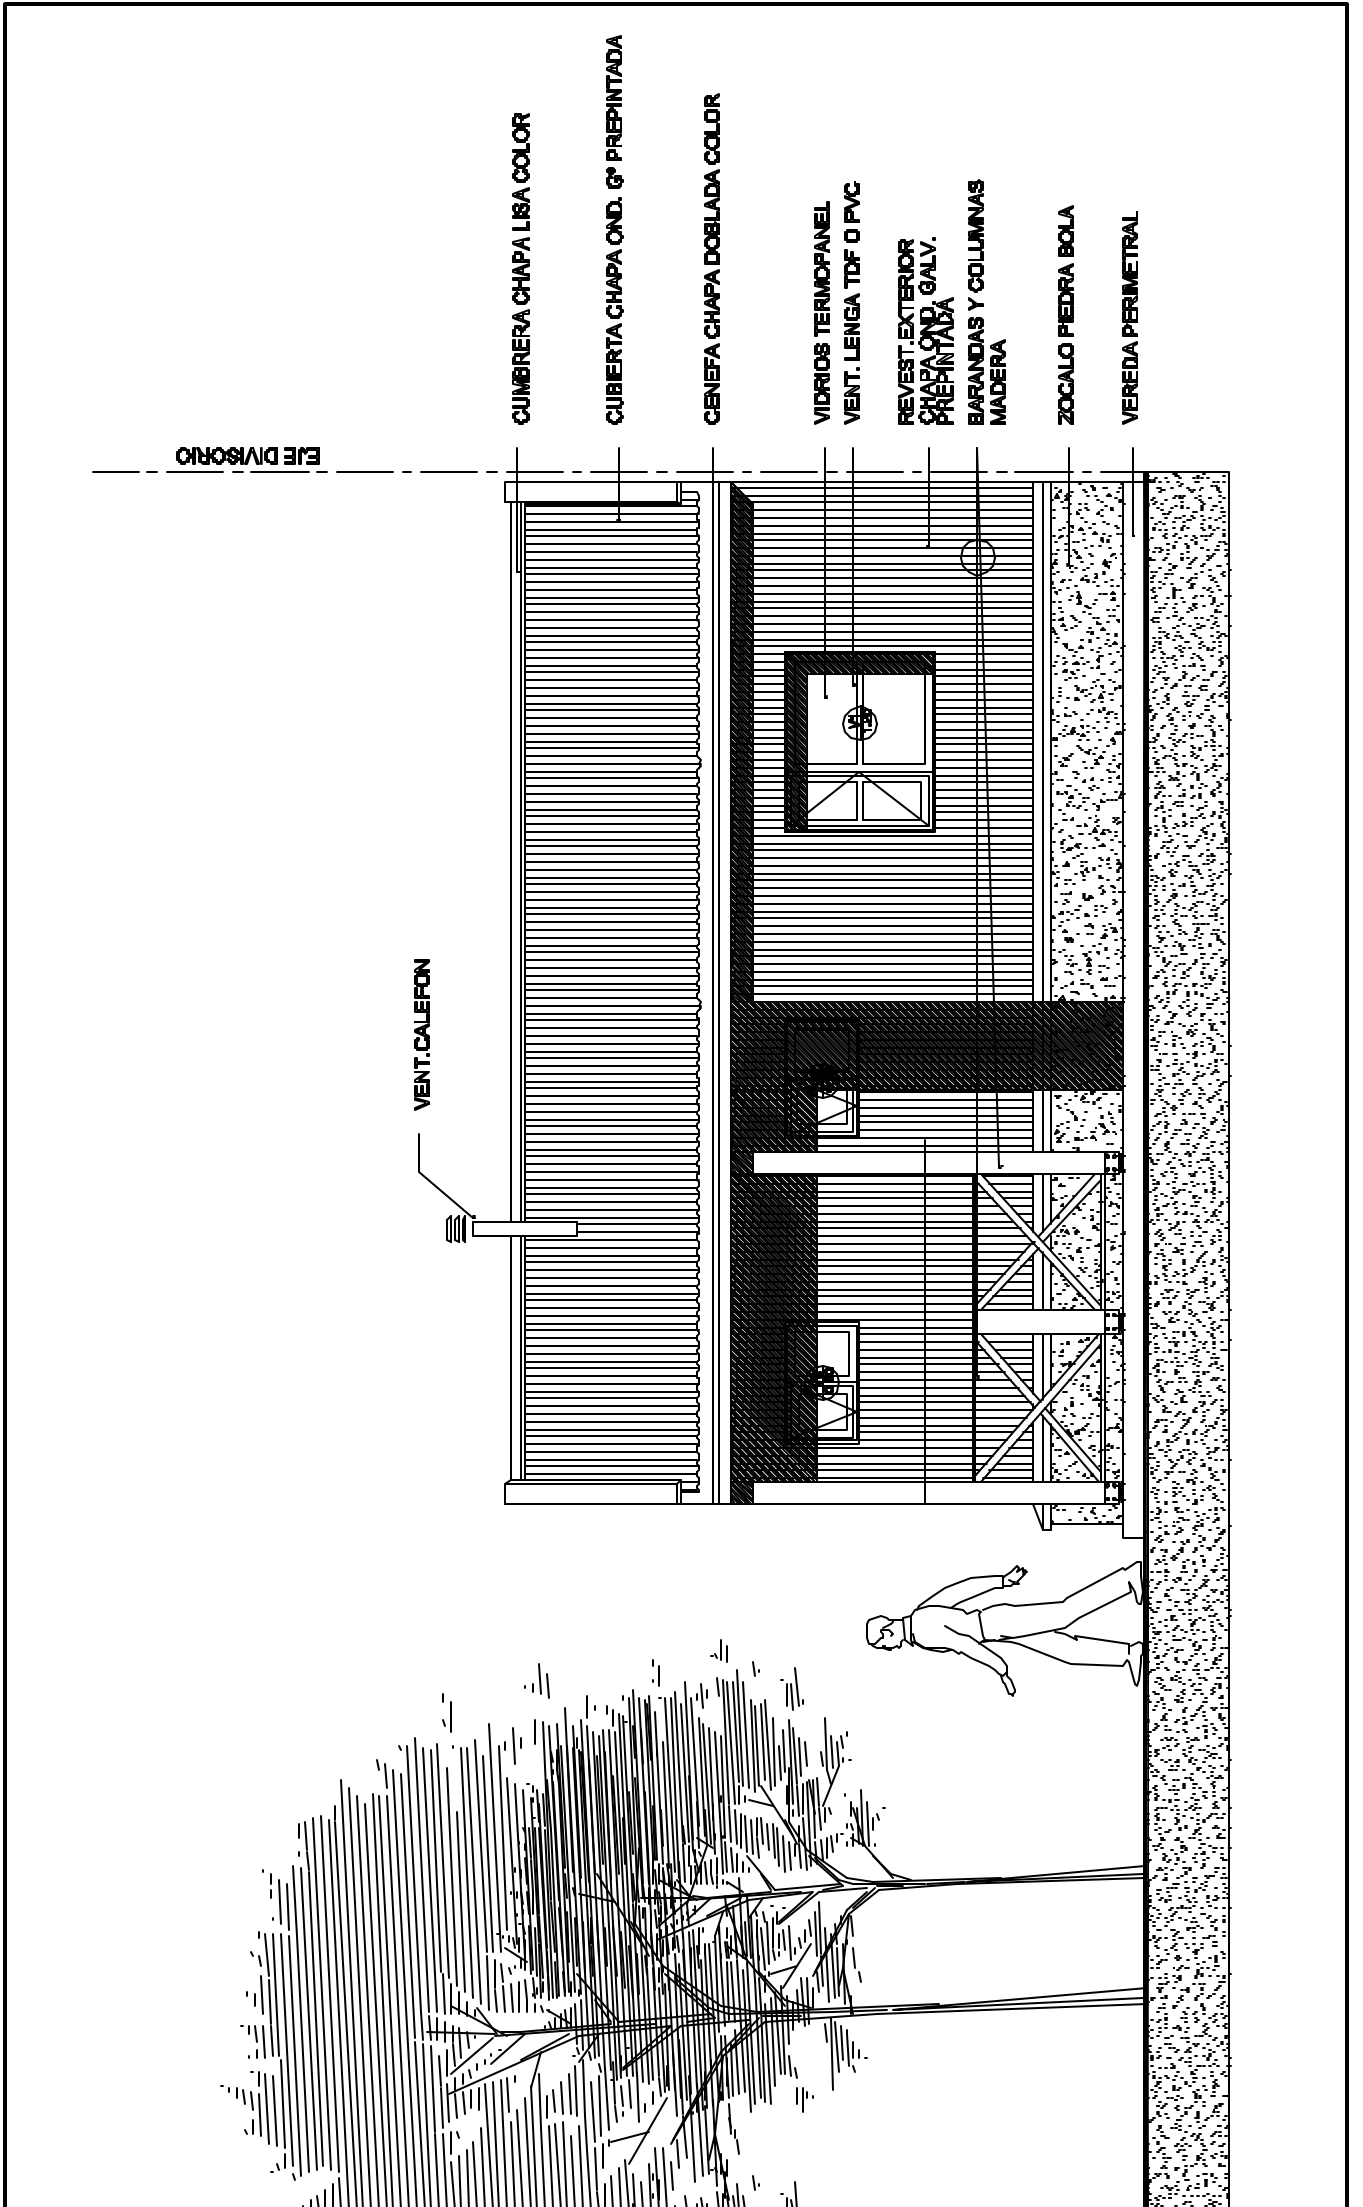 CUMBRERA CHAPA LISA COLOR
CUBIERTA CHAPA OND. Gº PREPINTADA
CENEFA CHAPA DOBLADA COLOR
VIDRIOS TERMOPANEL
VENT. LENGA TDF O PVC
REVEST.EXTERIOR
CHAPA OND. GALV.
PREPINTADA
BARANDAS Y COLUMNAS
MADERA
ZOCALO PIEDRA BOLA
VEREDA PERIMETRAL
EJE DIVISORIO
VENT.CALEFON